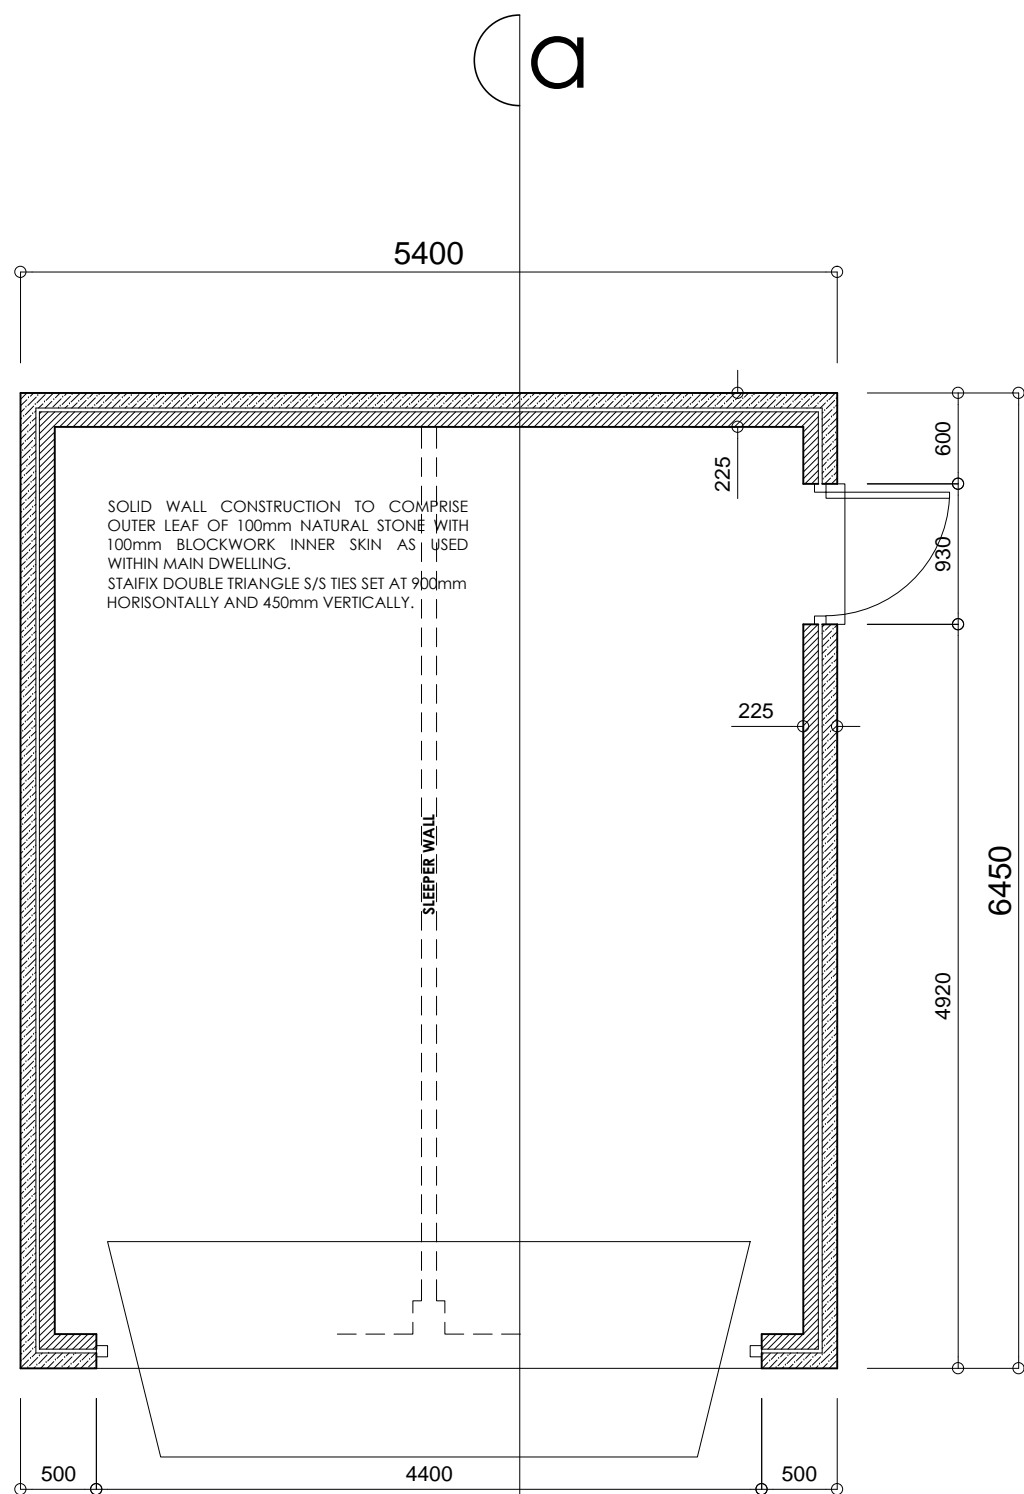 a
5400
600
225
SOLID WALL CONSTRUCTION TO COMPRISE
OUTER LEAF OF 100mm NATURAL STONE WITH
100mm BLOCKWORK INNER SKIN AS USED
WITHIN MAIN DWELLING.
STAIFIX DOUBLE TRIANGLE S/S TIES SET AT 900mm
HORISONTALLY AND 450mm VERTICALLY.
930
225
SLEEPER WALL
6450
4920
500
4400
500